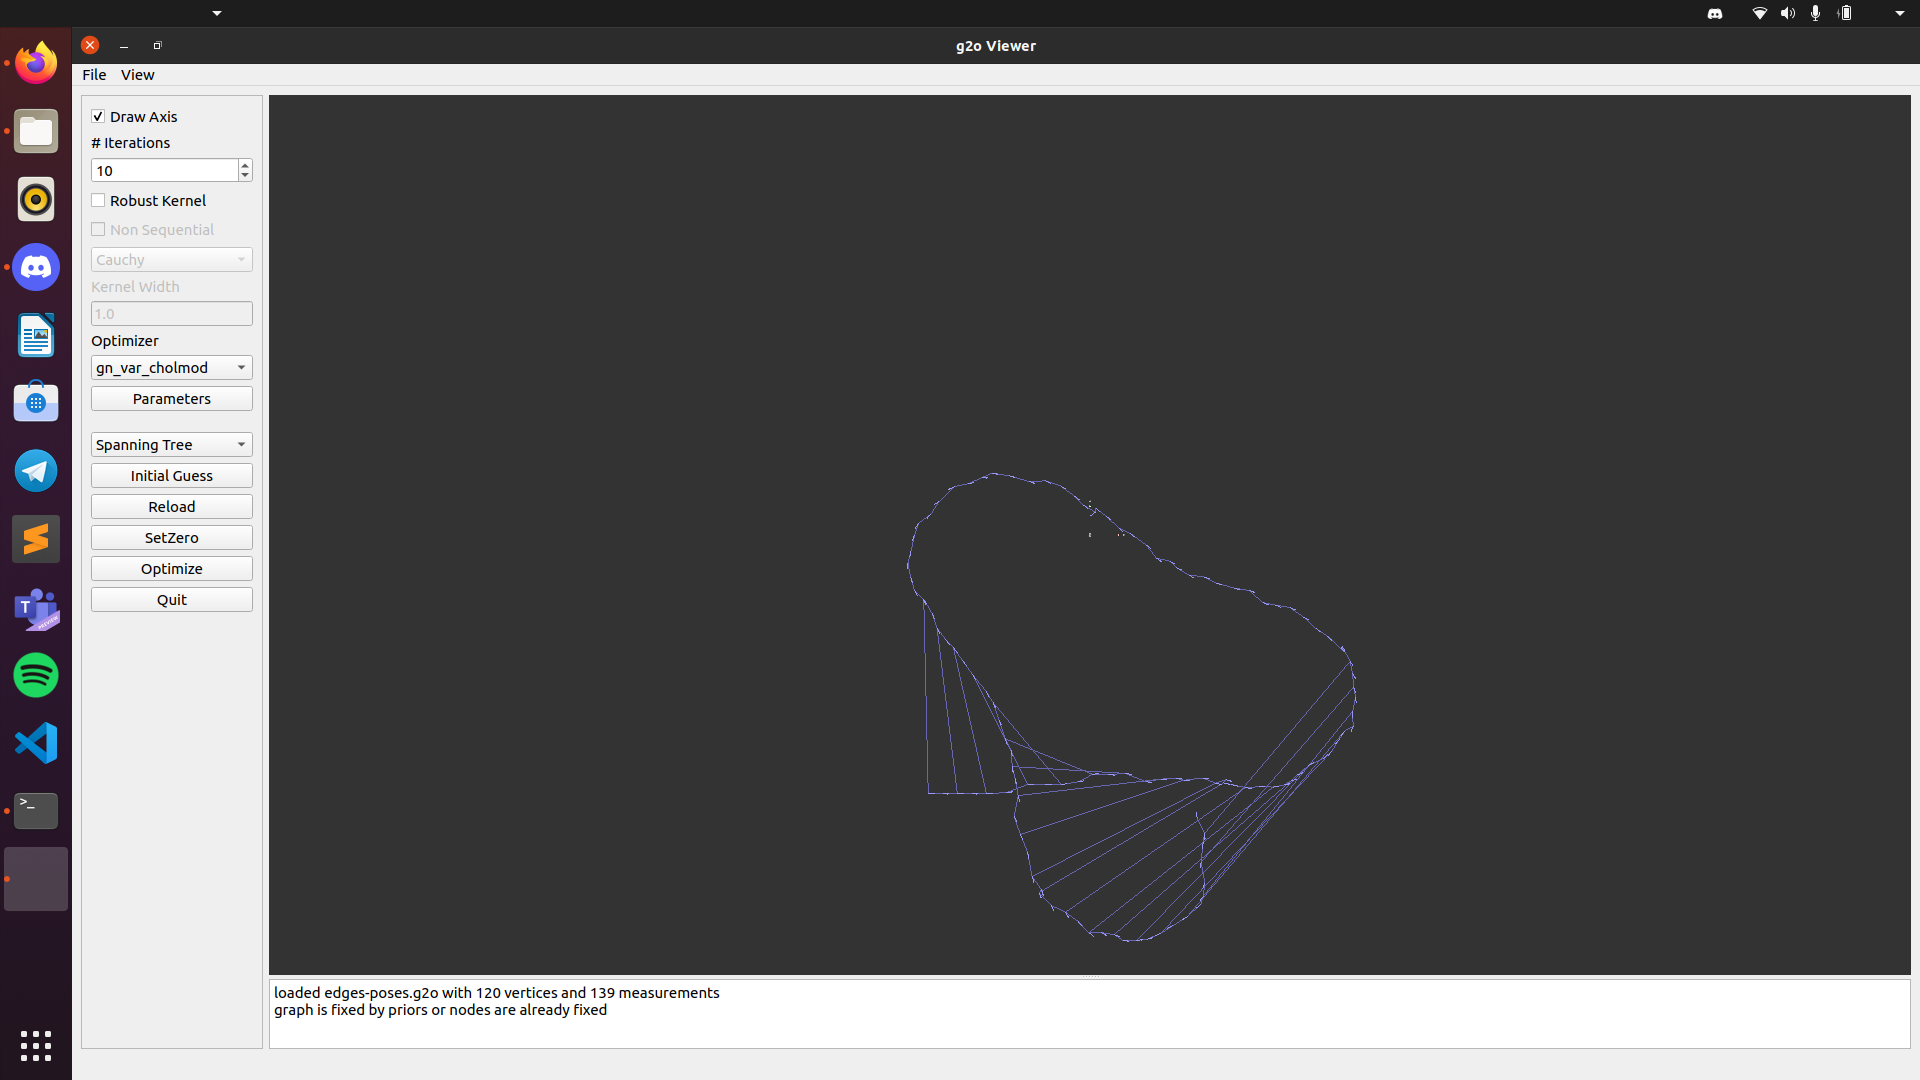 g2o Viewer
File View
Draw Axis
# Iterations
10
Robust Kernel
Non Sequential
Cauchy
Kernel Width
1.0
Optimizer
gn_var_cholmod
Parameters
Spanning Tree
Initial Guess
Reload
SetZero
Optimize
Quit
T
PREVIEW
>_
loaded edges-poses.g2o with 120 vertices and 139 measurements
graph is fixed by priors or nodes are already fixed